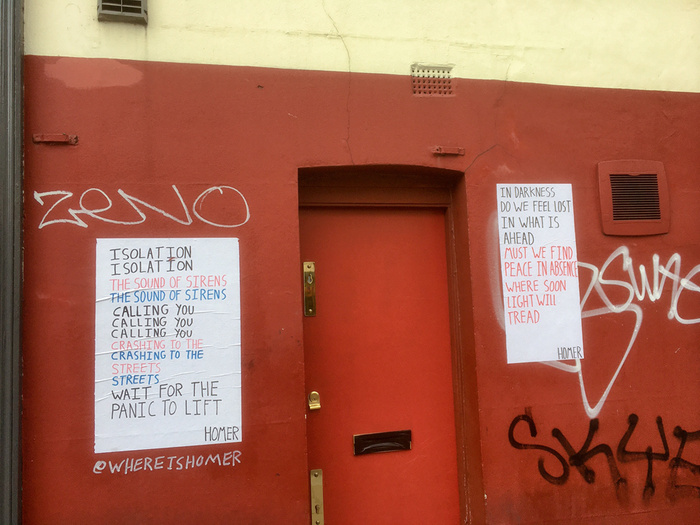 ZENO
ISOLATION
ISOLATION
THE SOUND OF SIRENS
THE SOUND OF SIRENS
CALLING YOU
CALLING YOU
CALLING YOU
CRASHING TO THE
CRASHING TO THE
STREETS
STREETS
WAIT FOR THE
PANIC TO LIFT
HOMER
@WHEREISHOMER
IN DARKNESS
DO WE FEEL LOST
IN WHAT IS
AHEAD
MUST WE FIND
PEACE IN ABSENCE
WHERE SOON
LIGHT WILL
TREAD
HOMER